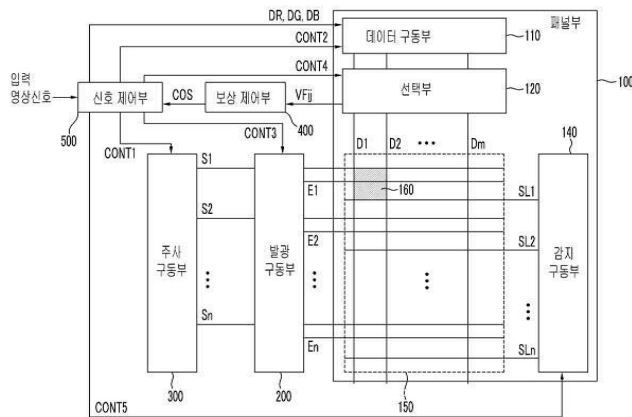 DR, DG, DB
패널부
CONT2
데이터 구동부
110
CONT4
입력
영상신호
신호 제어부
COS
보상 제어부
VFij
선택부
120
100
500
400
CONT3
CONT1
D1
D2
Dm
140
S1
E1
160
SL1
S2
E2
SL2
주사
구동부
발광
구동부
감지
구동부
Sn
En
SLn
300
200
150
CONT5